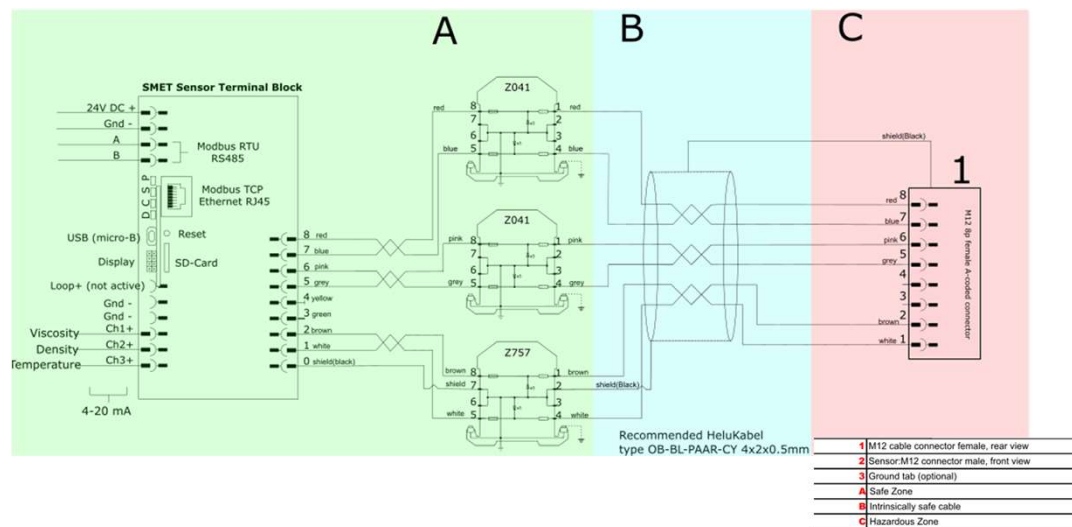 A
B
C
SMET Sensor Terminal Block
24V DC +
Gnd -
A
B
Modbus RTU
RS485
P
S
C
D
Modbus TCP
Ethernet RJ45
USB (micro-B)
Reset
Display
SD-Card
Loop+ (not active)
Gnd -
Gnd -
Viscosity
Ch1+
Density
Ch2+
Temperature
Ch3+
4-20 mA
8 red
7 blue
6 pink
5 grey
4 yellow
3 green
2 brown
1 white
0 shield(black)
Z041
red
8
7
6
blue
5
1
red
2
3
4
blue
Z041
pink
8
7
6
grey
5
1
pink
2
3
4
grey
Z757
brown
8
shield
7
6
white
5
1
brown
2
shield(Black)
3
4
white
shield(Black)
1
red
8
blue
7
pink
6
grey
5
4
3
brown
2
white
1
M12 8p female A-coded connector
Recommended HeluKabel
type OB-BL-PAAR-CY 4x2x0.5mm
1 M12 cable connector female, rear view
2 Sensor:M12 connector male, front view
3 Ground tab (optional)
A Safe Zone
B Intrinsically safe cable
C Hazardous Zone